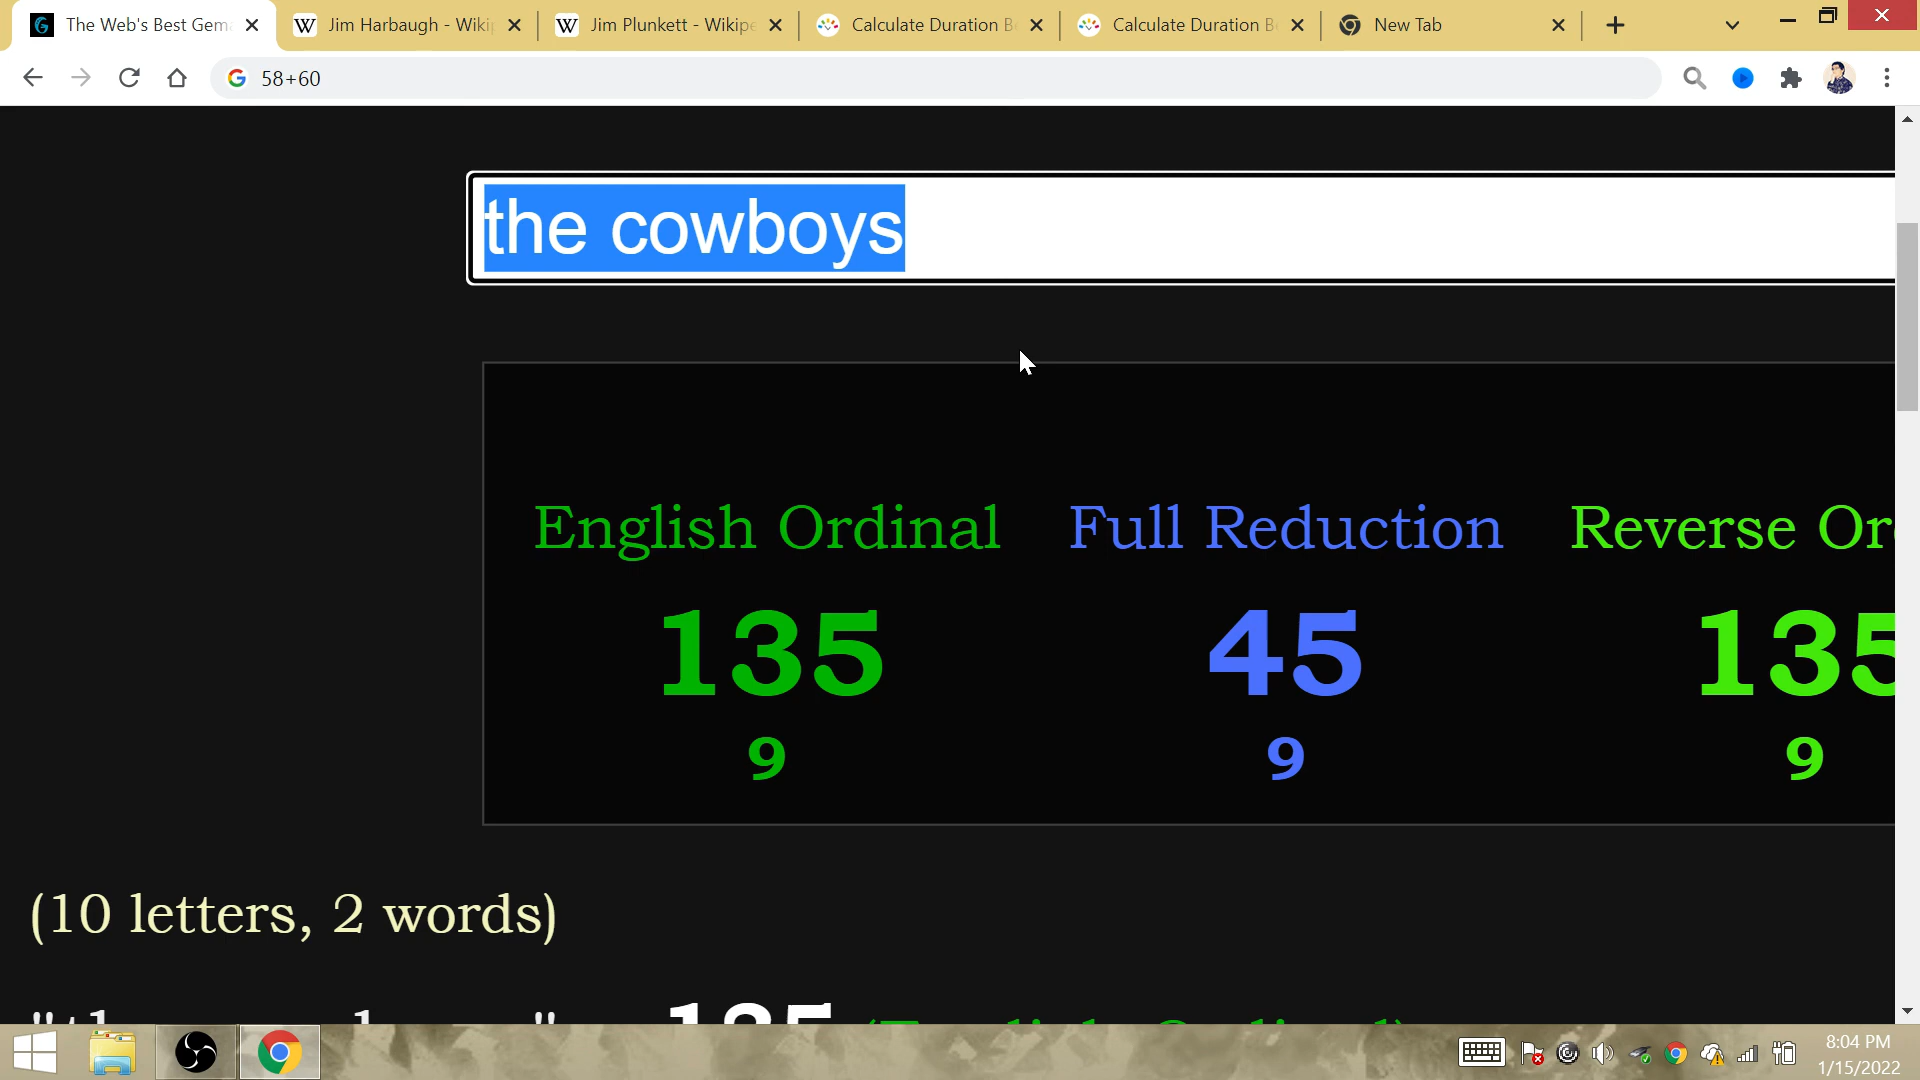 The Web's Best Gem
Jim Harbaugh - Wiki
Jim Plunkett - Wikipe
Calculate Duration B
Calculate Duration B
New Tab
58+60
the cowboys
English Ordinal Full Reduction Reverse Or
135 45 135
9 9 9
(10 letters, 2 words)
8:04 PM
1/15/2022